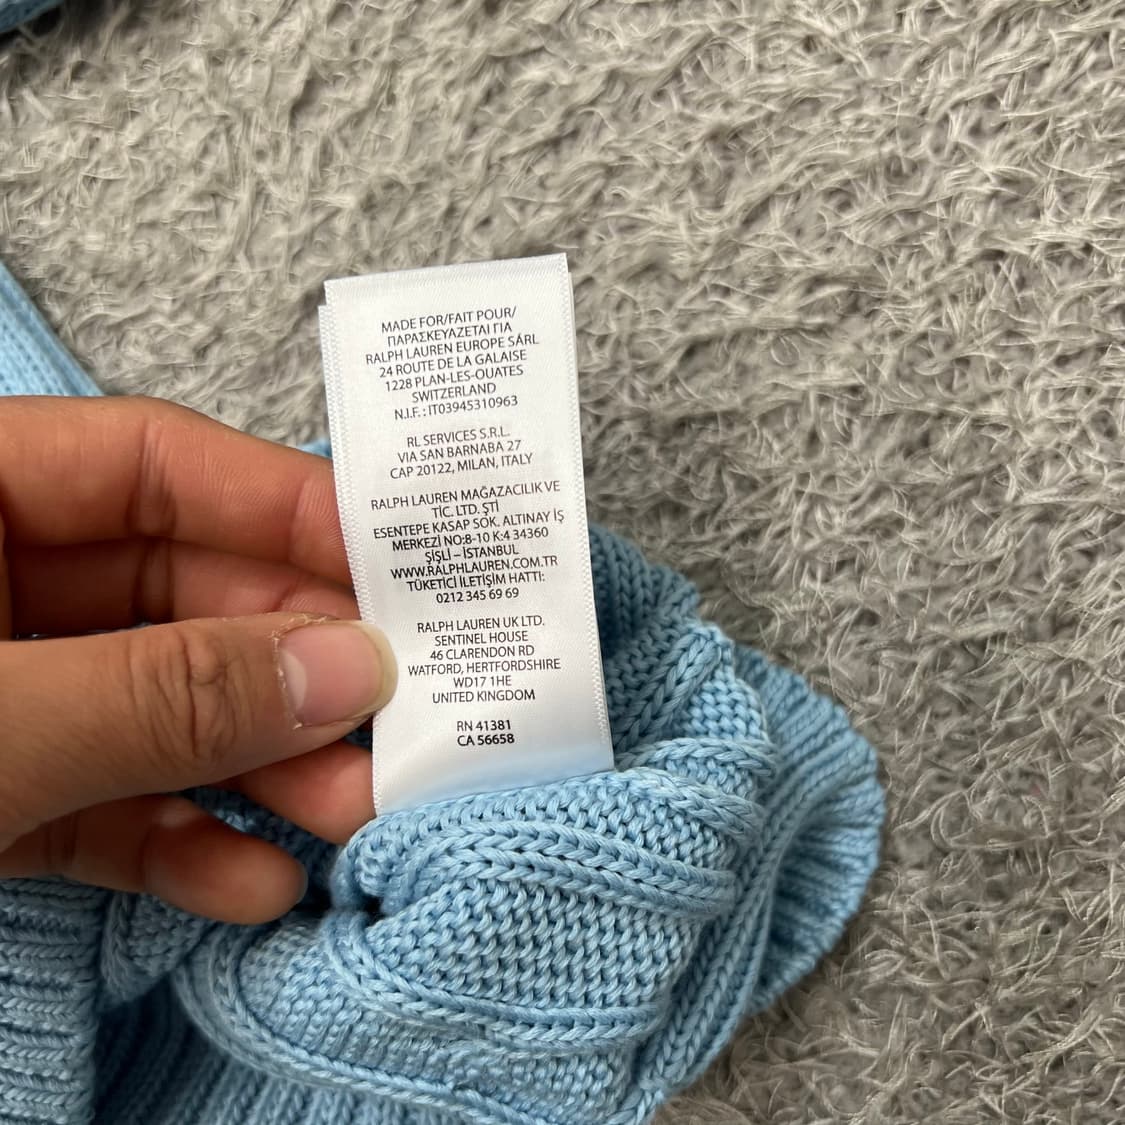 MADE FOR/FAIT POUR/
ΠΑΡΑΣΚΕΥΑΖΕΤΑΙ ΓΙΑ
RALPH LAUREN EUROPE SÁRL
24 ROUTE DE LA GALAISE
1228 PLAN-LES-OUATES
SWITZERLAND
N.I.F.: IT03945310963
RL SERVICES S.R.L.
VIA SAN BARNABA 27
CAP 20122, MILAN, ITALY
RALPH LAUREN MAĞAZACILIK VE
TİC. LTD. ŞTİ
ESENTEPE KASAP SOK. ALTINAY İŞ
MERKEZİ NO:8-10 K:4 34360
ŞİŞLİ – İSTANBUL
WWW.RALPHLAUREN.COM.TR
TÜKETİCİ İLETİŞİM HATTI:
0212 345 69 69
RALPH LAUREN UK LTD.
SENTINEL HOUSE
46 CLARENDON RD
WATFORD, HERTFORDSHIRE
WD17 1HE
UNITED KINGDOM
RN 41381
CA 56658